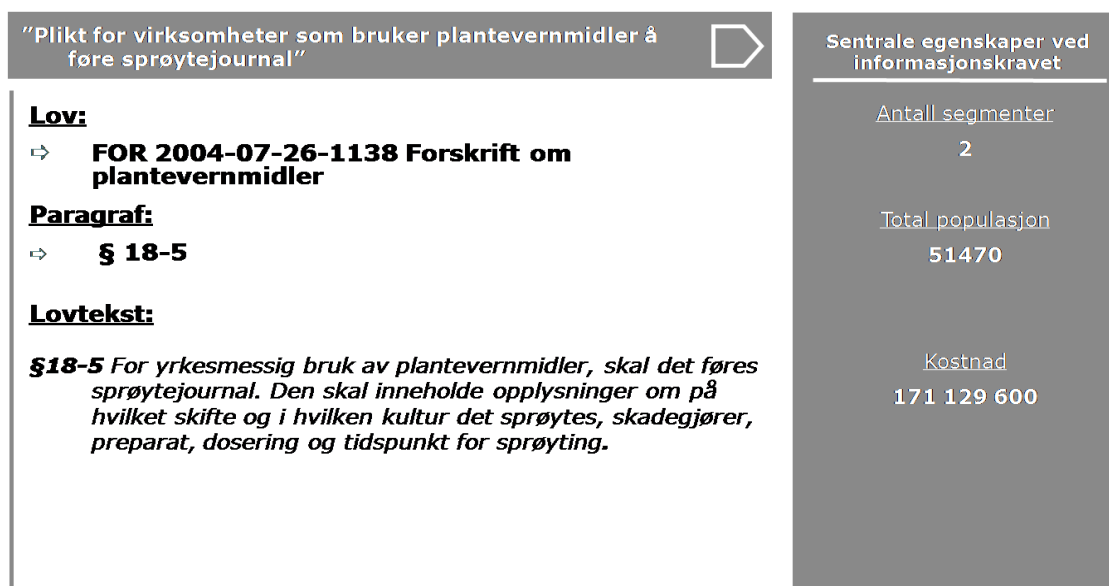 ”Plikt for virksomheter som bruker plantevernmidler å
føre sprøytejournal”
Lov:
⇨ FOR 2004-07-26-1138 Forskrift om
plantevernmidler
Paragraf:
⇨ § 18-5
Lovtekst:
§18-5 For yrkesmessig bruk av plantevernmidler, skal det føres
sprøytejournal. Den skal inneholde opplysninger om på
hvilket skifte og i hvilken kultur det sprøytes, skadegjører,
preparat, dosering og tidspunkt for sprøyting.
Sentrale egenskaper ved
informasjonskravet
Antall segmenter
2
Total populasjon
51470
Kostnad
171 129 600